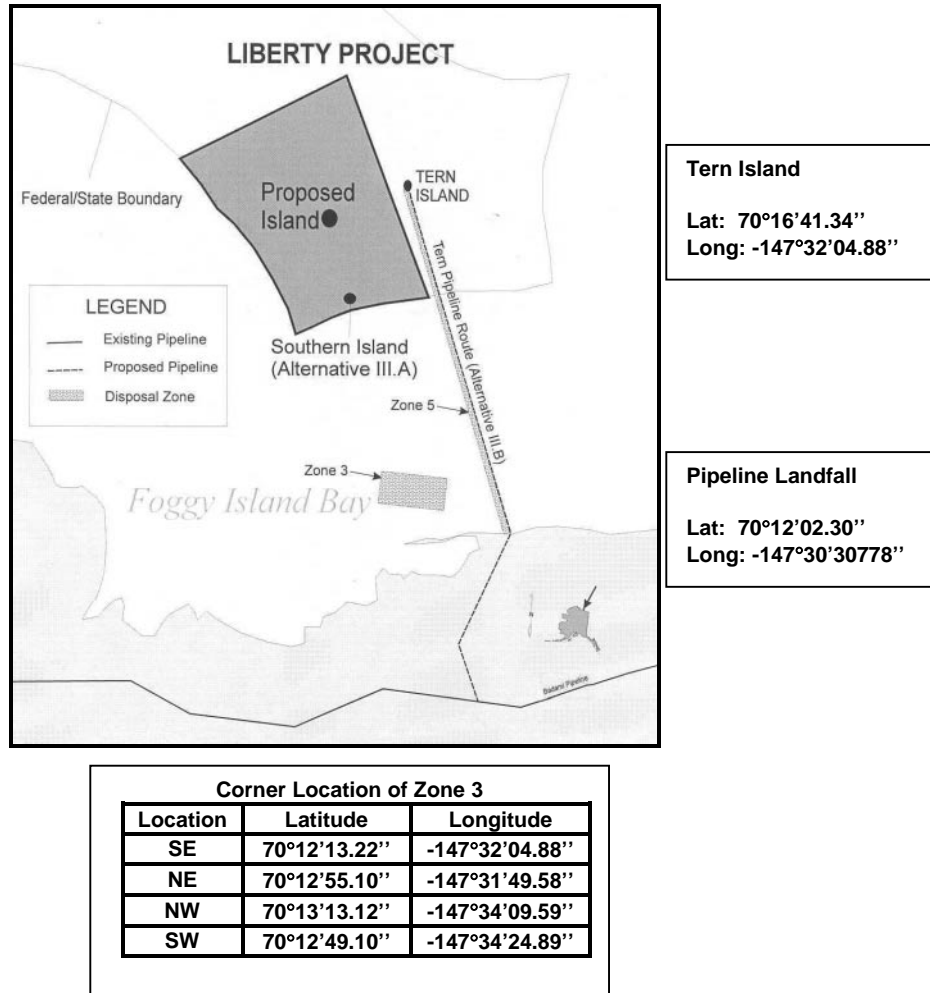 LIBERTY PROJECT
Federal/State Boundary
Proposed
Island
TERN
ISLAND
Tern Pipeline Route (Alternative III.B)
LEGEND
Existing Pipeline
Proposed Pipeline
Disposal Zone
Southern Island
(Alternative III.A)
Zone 5
Zone 3
Foggy Island Bay
Badami Pipeline
Tern Island
Lat: 70°16'41.34''
Long: -147°32'04.88''
Pipeline Landfall
Lat: 70°12'02.30''
Long: -147°30'30778''
Corner Location of Zone 3
Location Latitude Longitude
SE 70°12'13.22'' -147°32'04.88''
NE 70°12'55.10'' -147°31'49.58''
NW 70°13'13.12'' -147°34'09.59''
SW 70°12'49.10'' -147°34'24.89''